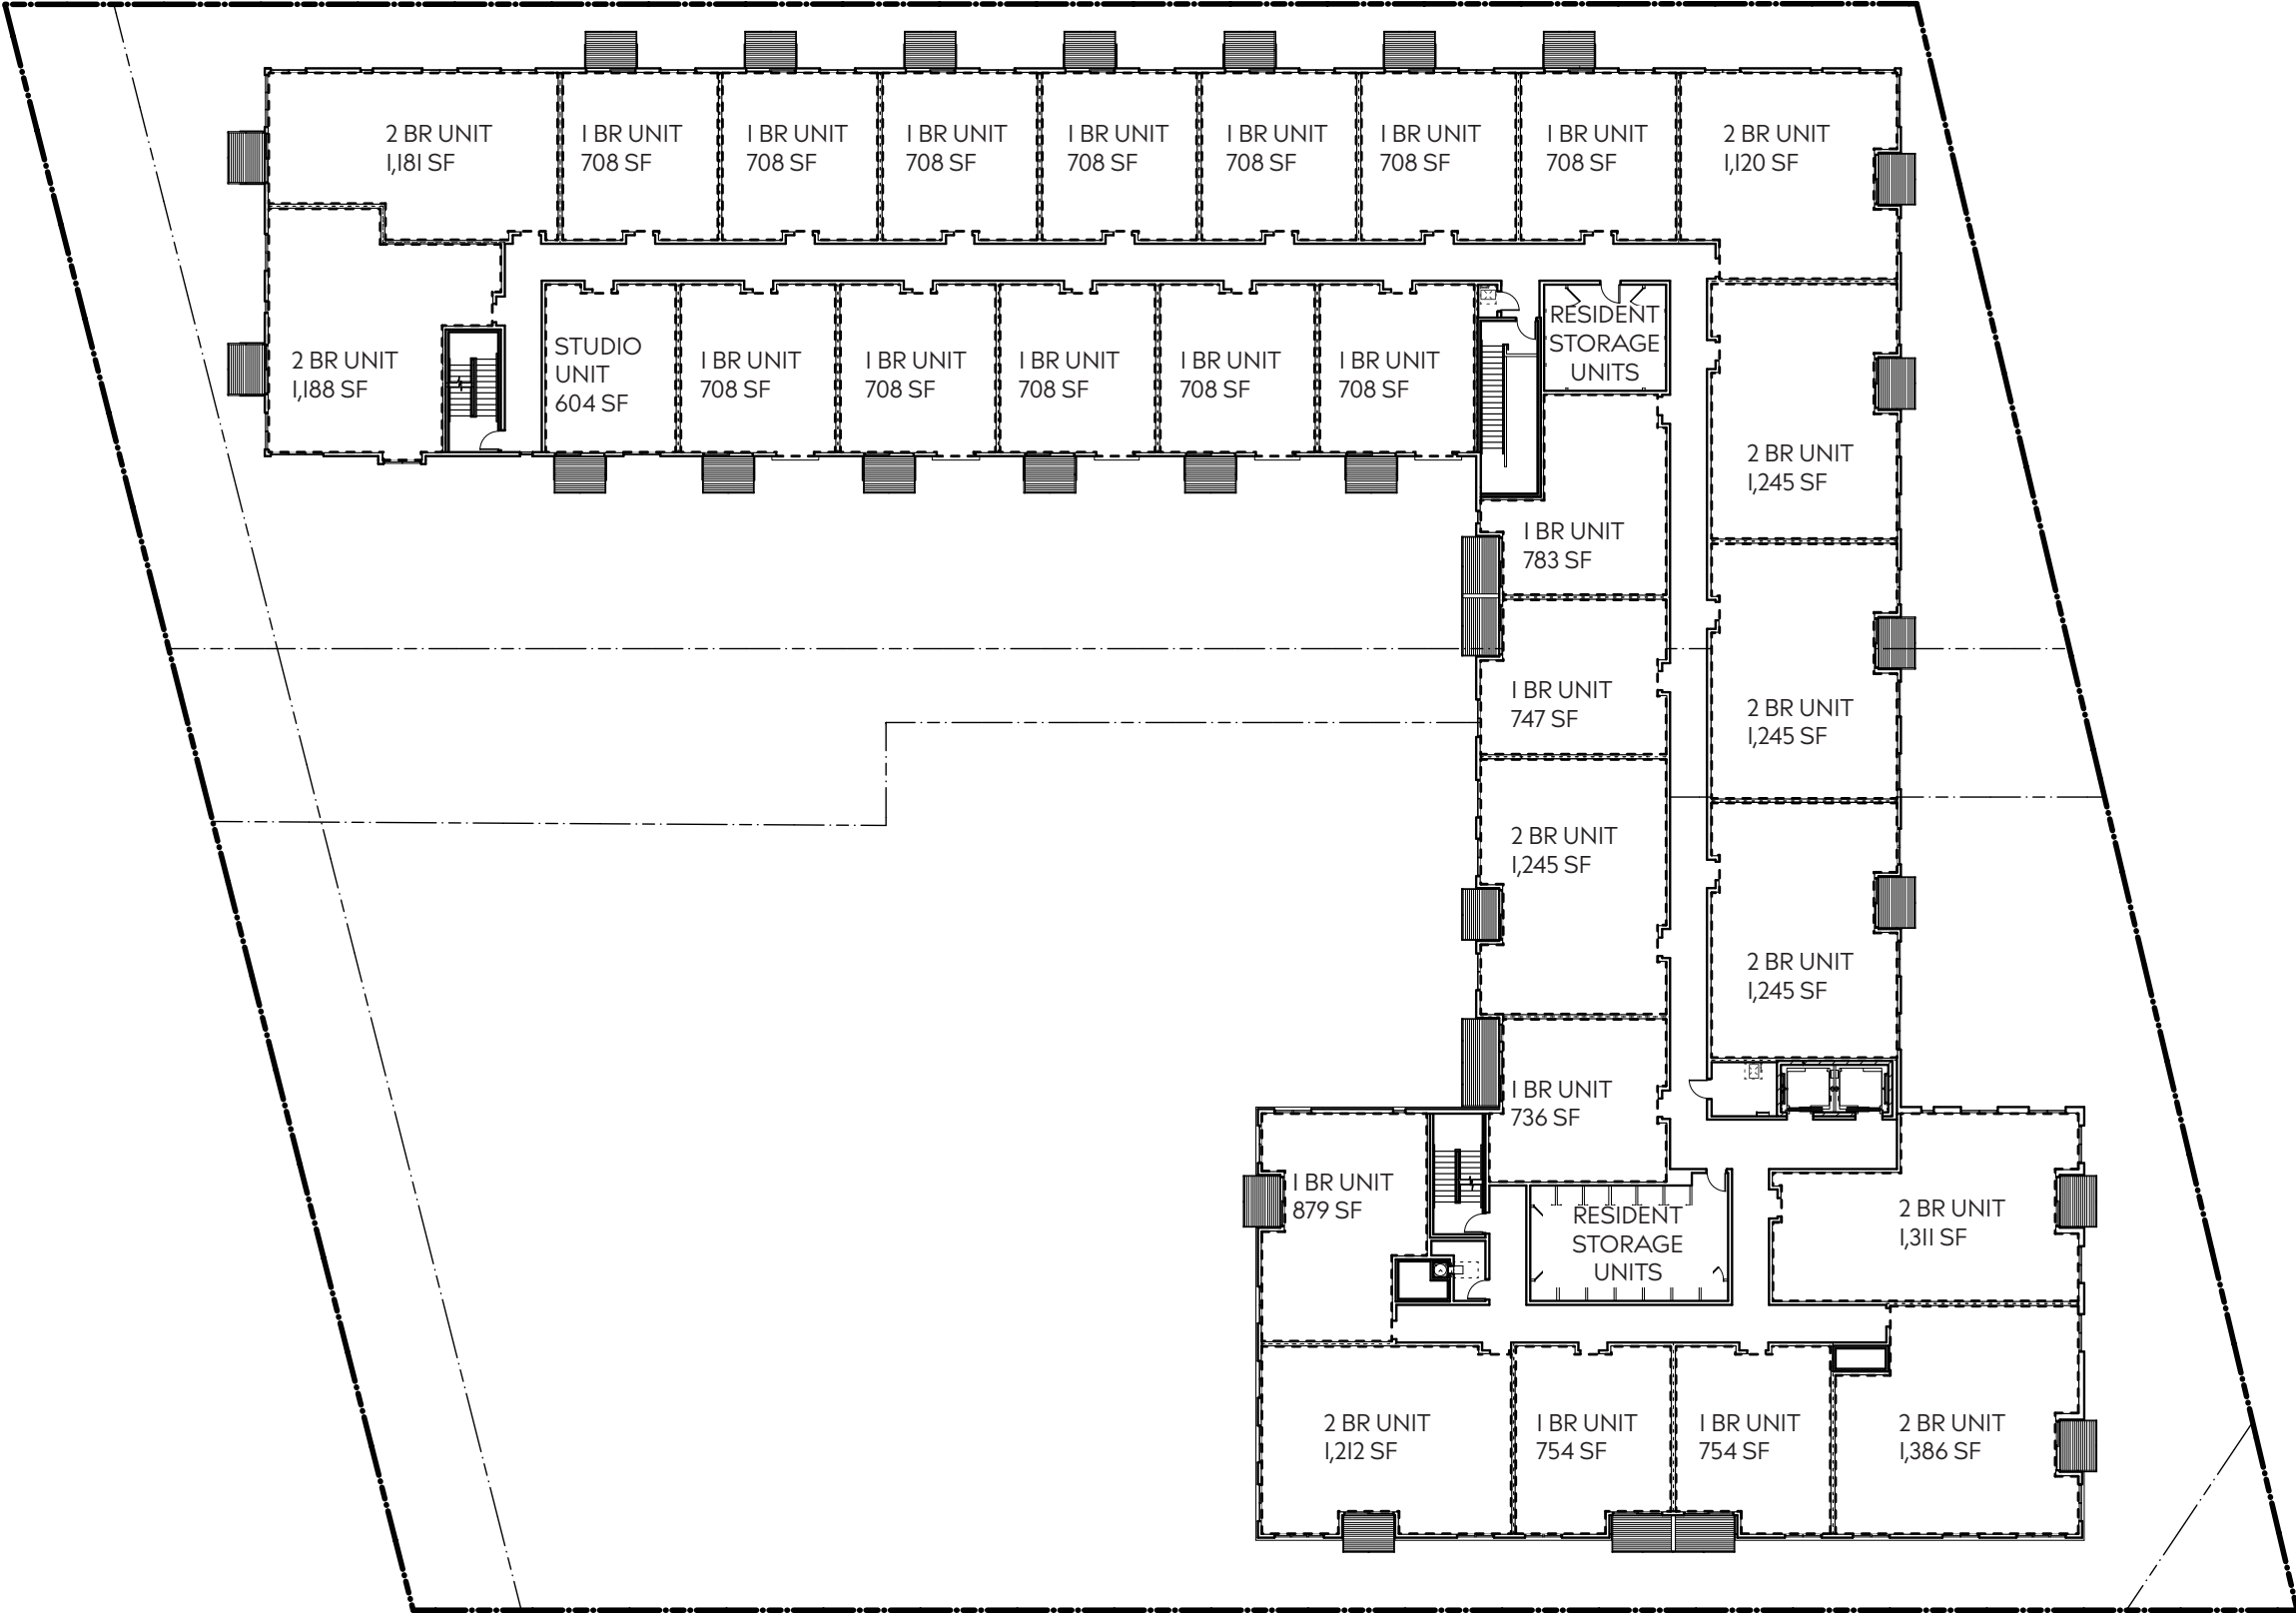 2 BR UNIT
1,181 SF
1 BR UNIT
708 SF
1 BR UNIT
708 SF
1 BR UNIT
708 SF
1 BR UNIT
708 SF
1 BR UNIT
708 SF
1 BR UNIT
708 SF
1 BR UNIT
708 SF
2 BR UNIT
1,120 SF
2 BR UNIT
1,188 SF
STUDIO
UNIT
604 SF
1 BR UNIT
708 SF
1 BR UNIT
708 SF
1 BR UNIT
708 SF
1 BR UNIT
708 SF
1 BR UNIT
708 SF
RESIDENT
STORAGE
UNITS
2 BR UNIT
1,245 SF
1 BR UNIT
783 SF
1 BR UNIT
747 SF
2 BR UNIT
1,245 SF
2 BR UNIT
1,245 SF
2 BR UNIT
1,245 SF
1 BR UNIT
736 SF
1 BR UNIT
879 SF
RESIDENT
STORAGE
UNITS
2 BR UNIT
1,311 SF
2 BR UNIT
1,212 SF
1 BR UNIT
754 SF
1 BR UNIT
754 SF
2 BR UNIT
1,386 SF